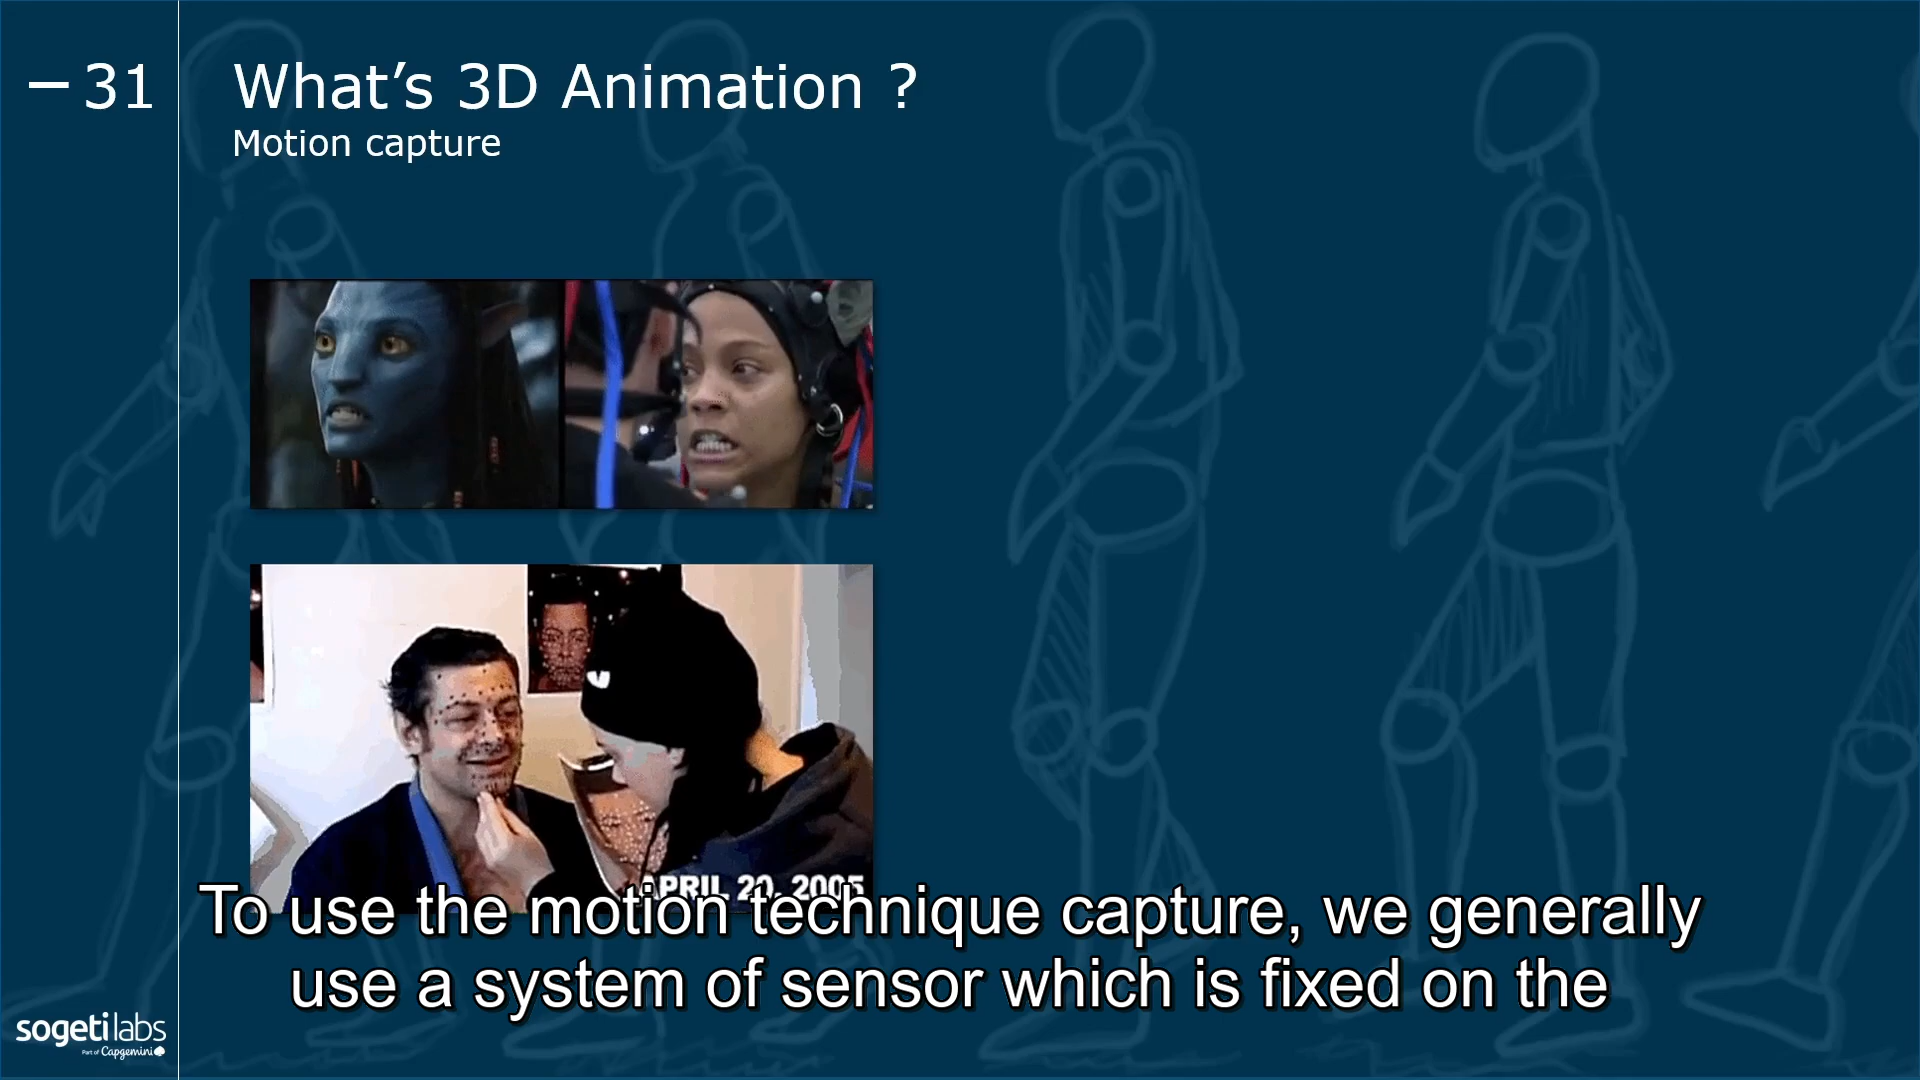 – 31
What’s 3D Animation ?
Motion capture
APRIL 20, 2005
To use the motion technique capture, we generally
use a system of sensor which is fixed on the
sogetilabs
Part of Capgemini